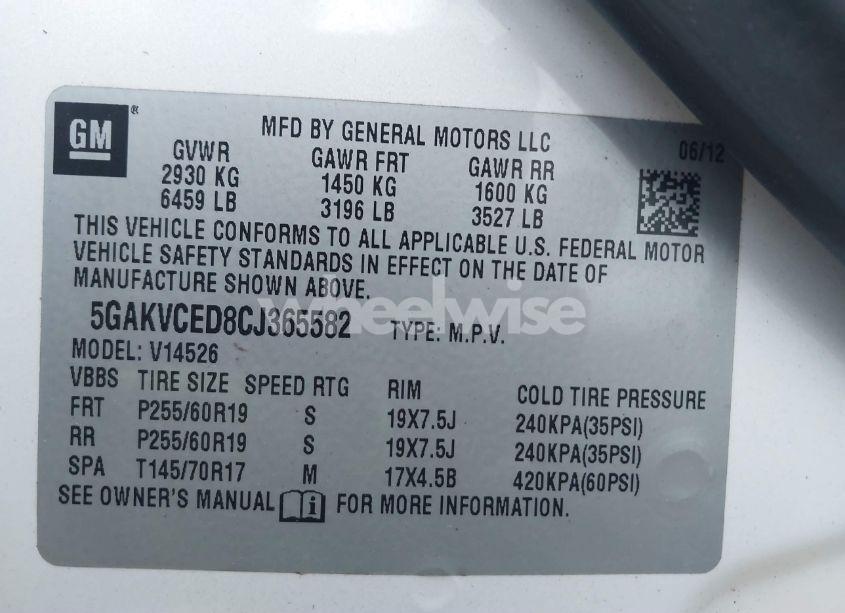 GM ®
MFD BY GENERAL MOTORS LLC
06/12
GVWR GAWR FRT GAWR RR
2930 KG 1450 KG 1600 KG
6459 LB 3196 LB 3527 LB
THIS VEHICLE CONFORMS TO ALL APPLICABLE U.S. FEDERAL MOTOR
VEHICLE SAFETY STANDARDS IN EFFECT ON THE DATE OF
MANUFACTURE SHOWN ABOVE.
wheelwise
5GAKVCED8CJ365582 TYPE: M.P.V.
MODEL: V14526
VBBS TIRE SIZE SPEED RTG RIM COLD TIRE PRESSURE
FRT P255/60R19 S 19X7.5J 240KPA(35PSI)
RR P255/60R19 S 19X7.5J 240KPA(35PSI)
SPA T145/70R17 M 17X4.5B 420KPA(60PSI)
SEE OWNER'S MANUAL i FOR MORE INFORMATION.